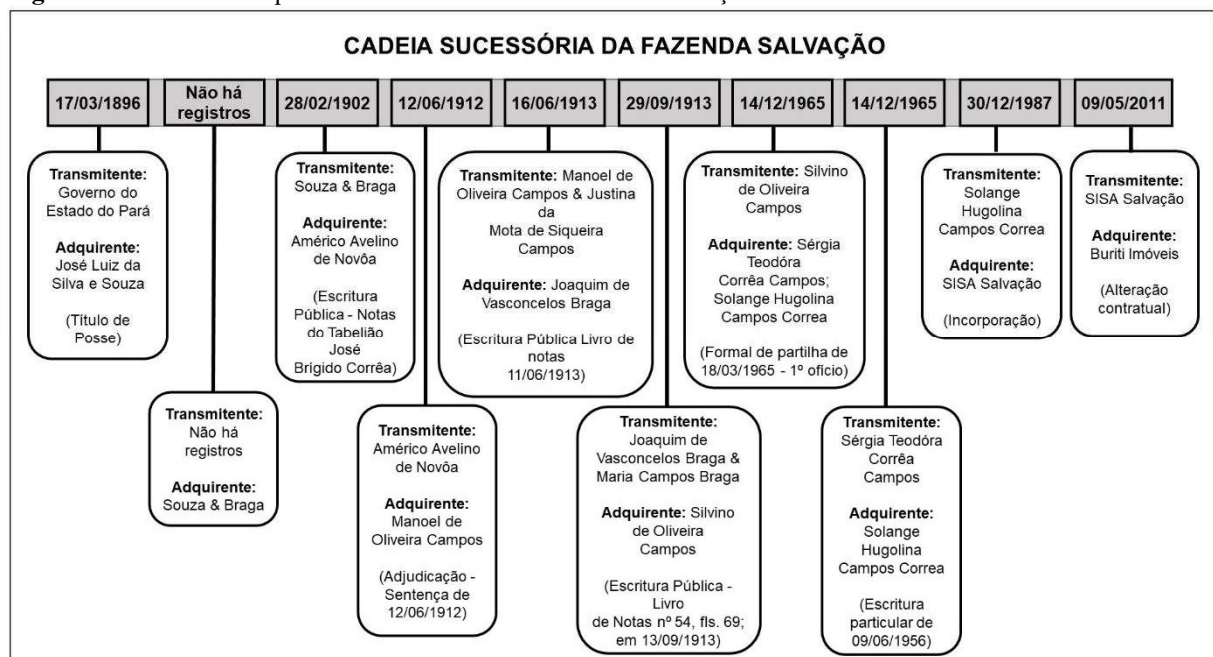 CADEIA SUCESSÓRIA DA FAZENDA SALVAÇÃO
17/03/1896
Transmitente:
Governo do
Estado do Pará
Adquirente:
José Luiz da
Silva e Souza
(Título de
Posse)
Não há
registros
Transmitente:
Não há
registros
Adquirente:
Souza & Braga
28/02/1902
Transmitente:
Souza & Braga
Adquirente:
Américo Avelino
de Novôa
(Escritura
Pública - Notas
do Tabelião
José
Brígido Corrêa)
12/06/1912
Transmitente:
Américo Avelino
de Novôa
Adquirente:
Manoel de
Oliveira Campos
(Adjudicação -
Sentença de
12/06/1912)
16/06/1913
Transmitente: Manoel de
Oliveira Campos & Justina
da
Mota de Siqueira
Campos
Adquirente: Joaquim de
Vasconcelos Braga
(Escritura Pública Livro de
notas
11/06/1913)
29/09/1913
Transmitente:
Joaquim de
Vasconcelos Braga &
Maria Campos Braga
Adquirente: Silvino
de Oliveira
Campos
(Escritura Pública -
Livro
de Notas nº 54, fls. 69;
em 13/09/1913)
14/12/1965
Transmitente: Silvino
de Oliveira
Campos
Adquirente: Sérgia
Teodóra
Corrêa Campos;
Solange Hugolina
Campos Correa
(Formal de partilha de
18/03/1965 - 1º ofício)
14/12/1965
Transmitente:
Sérgia Teodóra
Corrêa
Campos
Adquirente:
Solange
Hugolina
Campos Correa
(Escritura
particular de
09/06/1956)
30/12/1987
Transmitente:
Solange
Hugolina
Campos Correa
Adquirente:
SISA Salvação
(Incorporação)
09/05/2011
Transmitente:
SISA Salvação
Adquirente:
Buriti Imóveis
(Alteração
contratual)